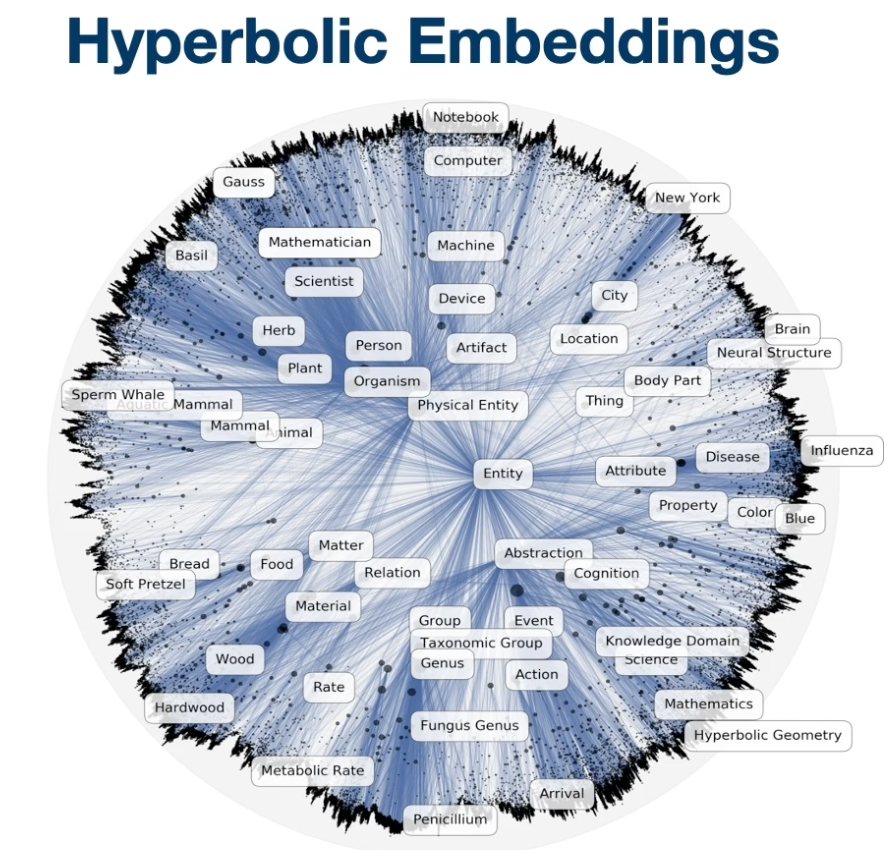 Hyperbolic Embeddings
Notebook
Computer
Gauss
New York
Mathematician
Machine
Basil
Scientist
City
Device
Herb
Brain
Location
Person
Artifact
Neural Structure
Plant
Organism
Body Part
Sperm Whale
Thing
Aquatic Mammal
Physical Entity
Mammal
Animal
Influenza
Disease
Attribute
Entity
Property
Color
Blue
Matter
Abstraction
Bread
Food
Relation
Cognition
Soft Pretzel
Material
Group
Event
Taxonomic Group
Knowledge Domain
Wood
Genus
Science
Action
Rate
Hardwood
Mathematics
Fungus Genus
Hyperbolic Geometry
Metabolic Rate
Arrival
Penicillium